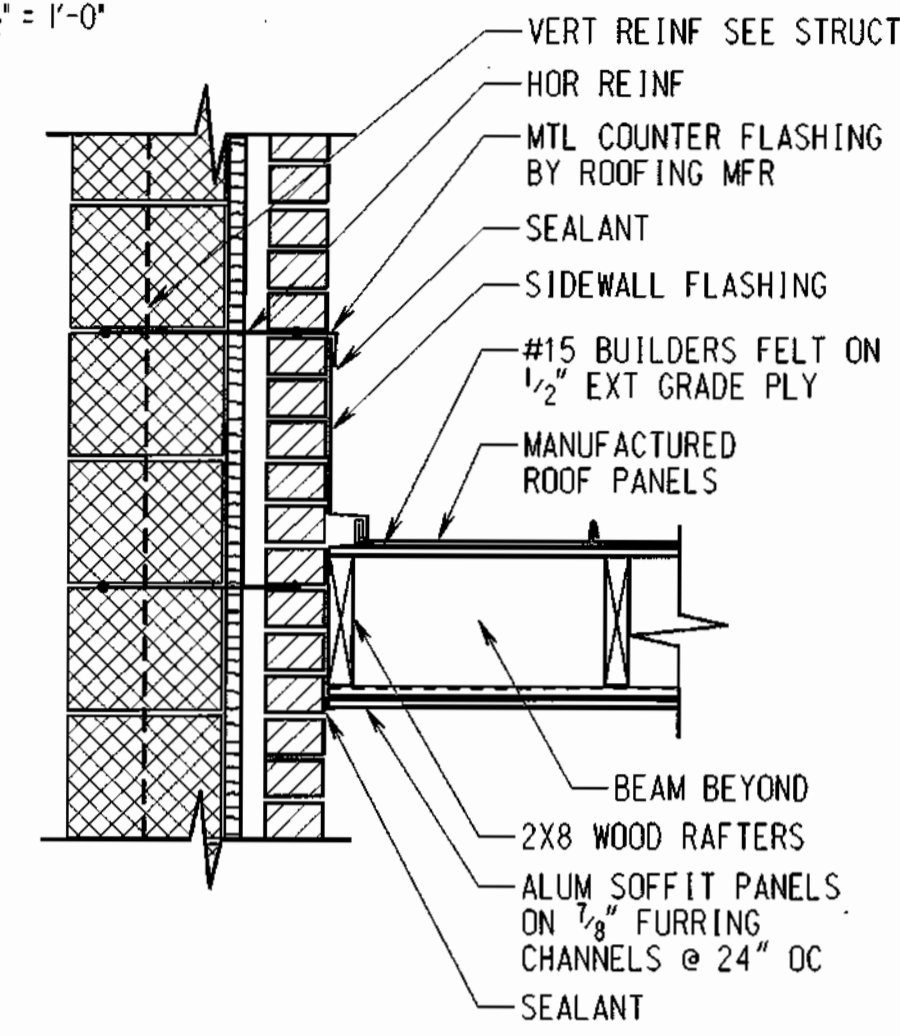 " = 1'-0"
VERT REINF SEE STRUCT
HOR REINF
MTL COUNTER FLASHING
BY ROOFING MFR
SEALANT
SIDEWALL FLASHING
#15 BUILDERS FELT ON
1/2" EXT GRADE PLY
MANUFACTURED
ROOF PANELS
BEAM BEYOND
2X8 WOOD RAFTERS
ALUM SOFFIT PANELS
ON 7/8" FURRING
CHANNELS @ 24" OC
SEALANT